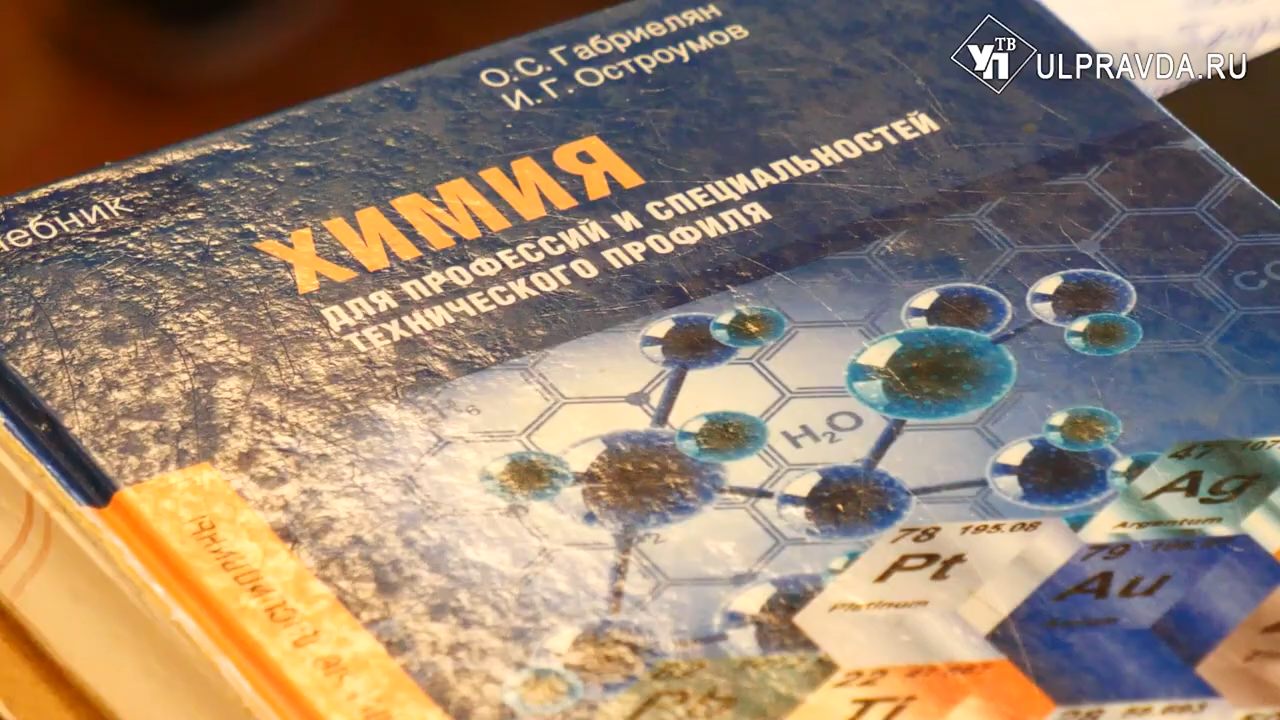 О. С. Габриелян
И. Г. Остроумов
УП ТВ ULPRAVDA.RU
ХИМИЯ
ДЛЯ ПРОФЕССИЙ И СПЕЦИАЛЬНОСТЕЙ
ТЕХНИЧЕСКОГО ПРОФИЛЯ
H₂O
47 107
Ag
Argentum
78 195.08
Pt
Platinum
79
Au
22
Ti